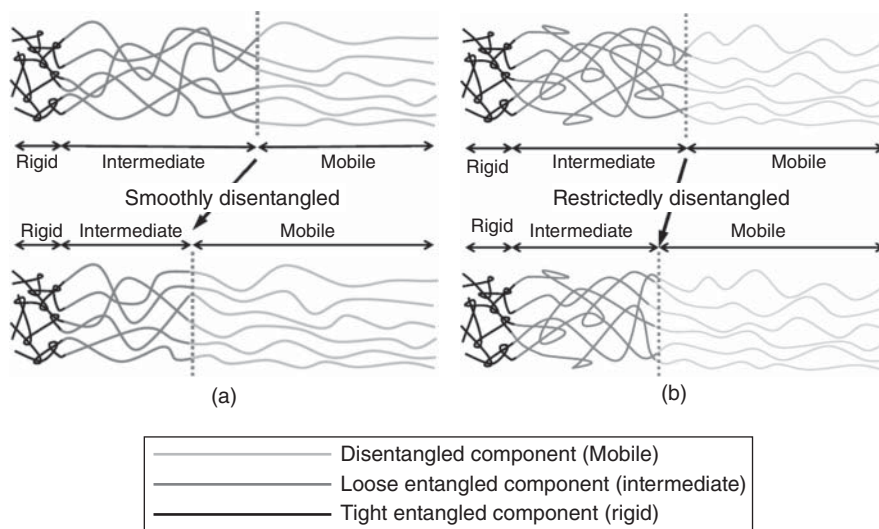 Rigid Intermediate Mobile
Smoothly disentangled
Rigid Intermediate Mobile
(a)
Rigid Intermediate Mobile
Restrictedly disentangled
Rigid Intermediate Mobile
(b)
Disentangled component (Mobile)
Loose entangled component (intermediate)
Tight entangled component (rigid)